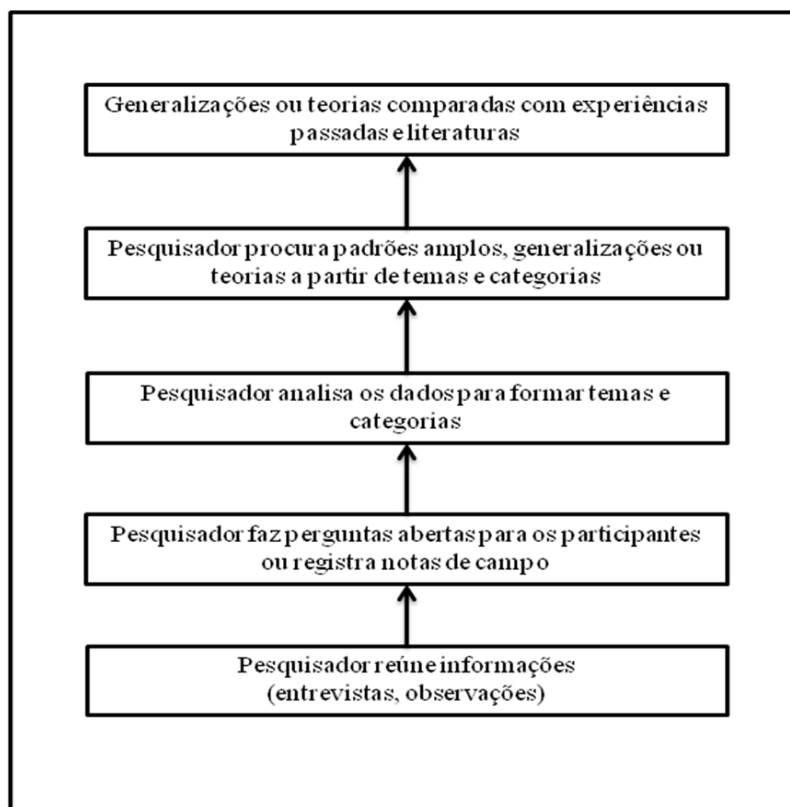 Generalizações ou teorias comparadas com experiências
passadas e literaturas
Pesquisador procura padrões amplos, generalizações ou
teorias a partir de temas e categorias
Pesquisador analisa os dados para formar temas e
categorias
Pesquisador faz perguntas abertas para os participantes
ou registra notas de campo
Pesquisador reúne informações
(entrevistas, observações)